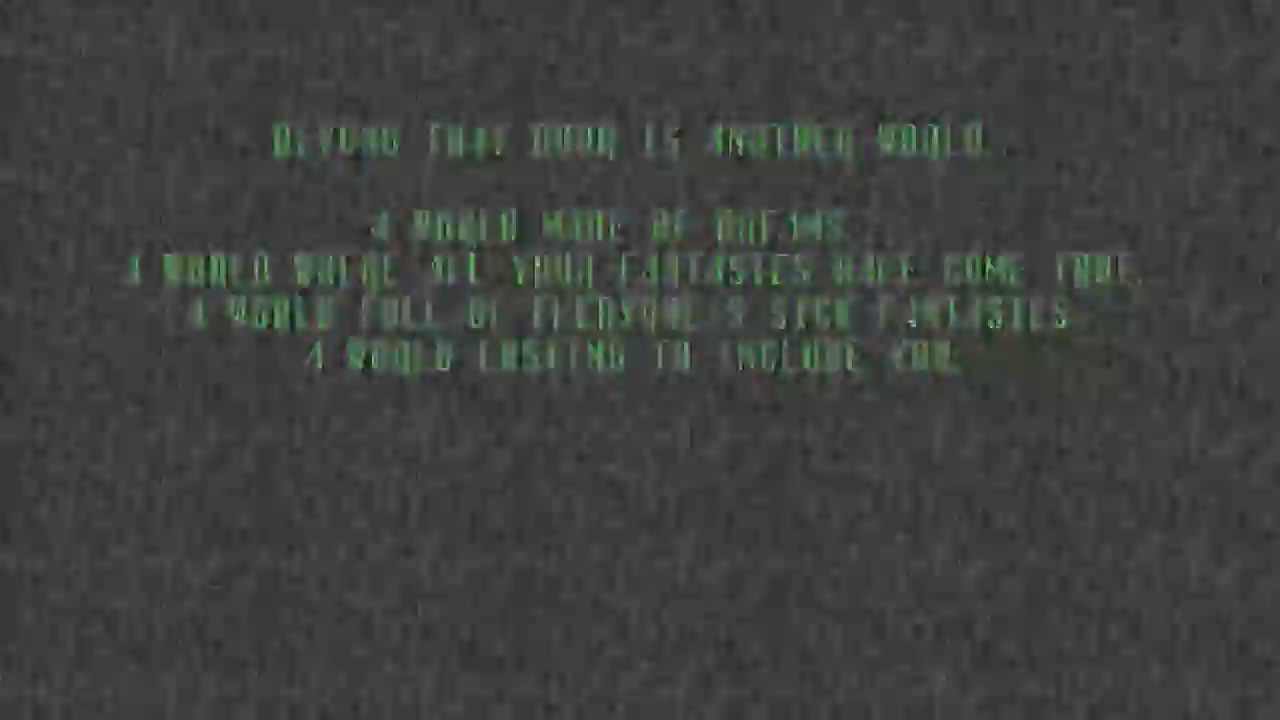 BEYOND THAT DOOR IS ANOTHER WORLD.
A WORLD MADE OF DREAMS.
A WORLD WHERE ALL YOUR FANTASIES HAVE COME TRUE.
A WORLD FULL OF EVERYONE'S SICK FANTASIES.
A WORLD LUSTING TO INCLUDE YOU.